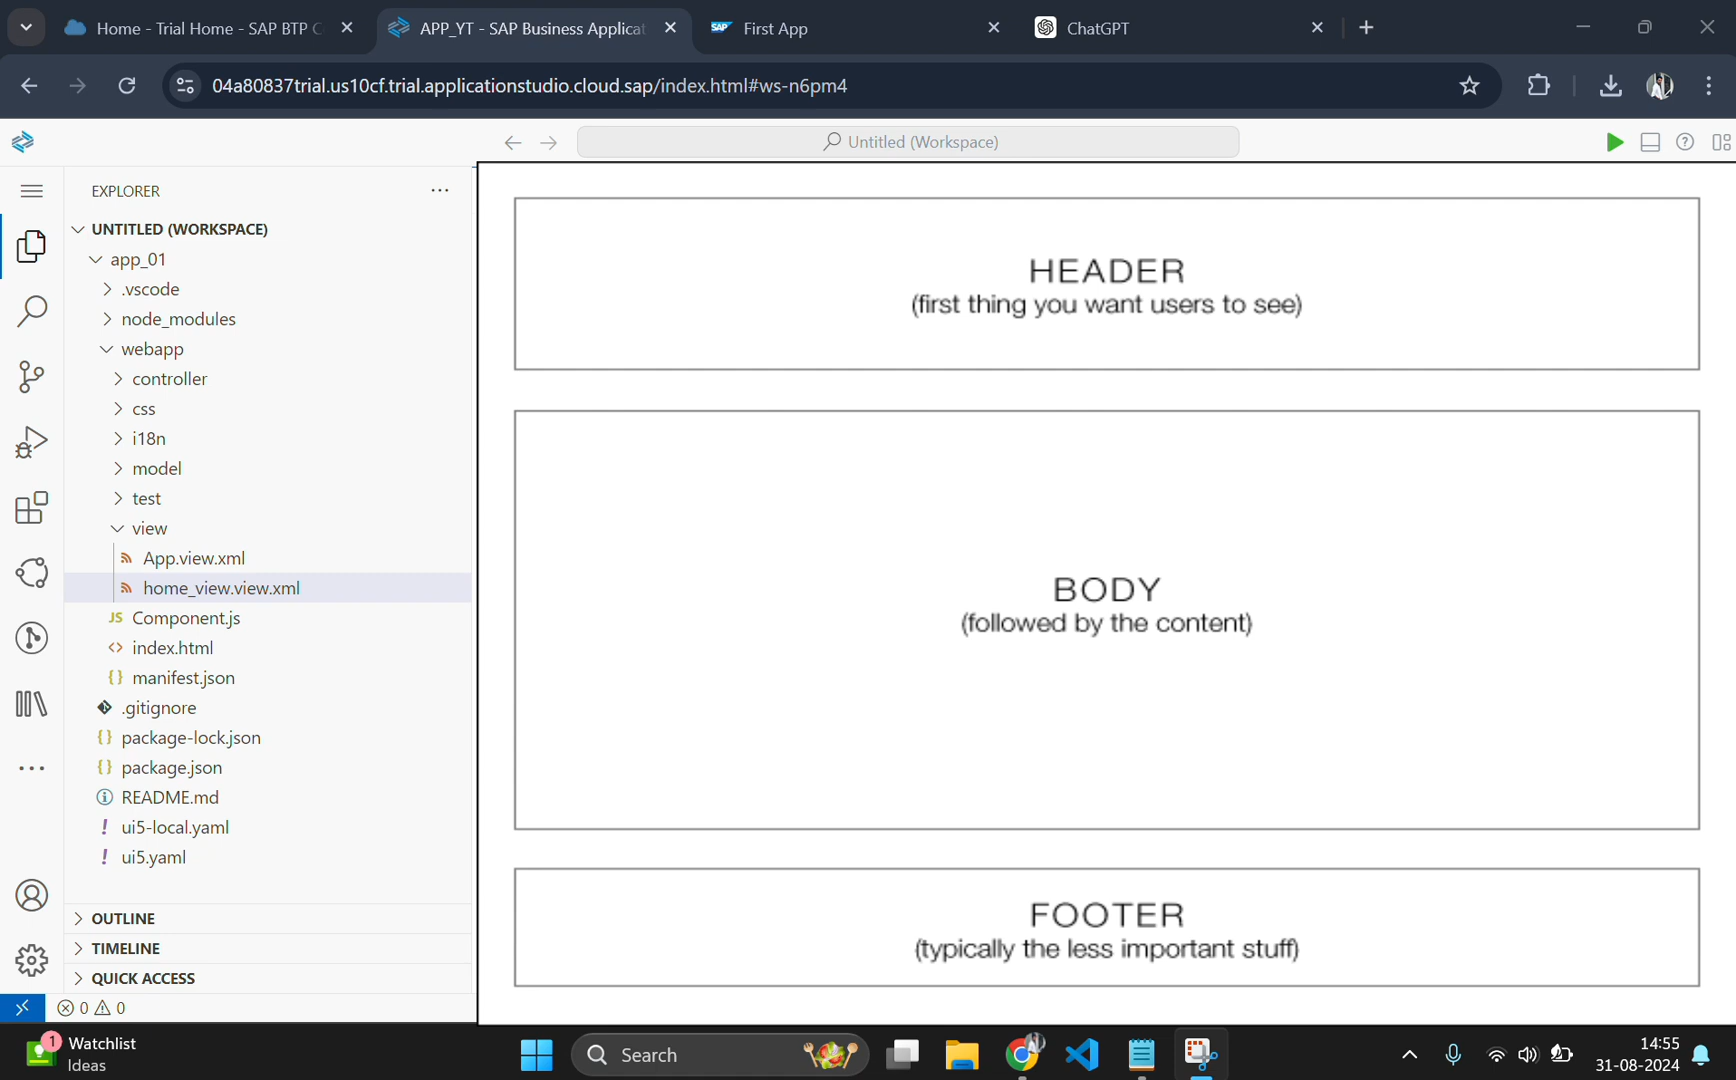 Home - Trial Home - SAP BTP C
APP_YT - SAP Business Applicat
SAP First App
ChatGPT
04a80837trial.us10cf.trial.applicationstudio.cloud.sap/index.html#ws-n6pm4
Untitled (Workspace)
EXPLORER
UNTITLED (WORKSPACE)
app_01
.vscode
node_modules
webapp
controller
css
i18n
model
test
view
App.view.xml
home_view.view.xml
JS Component.js
<> index.html
{} manifest.json
.gitignore
{} package-lock.json
{} package.json
README.md
! ui5-local.yaml
! ui5.yaml
OUTLINE
TIMELINE
QUICK ACCESS
0 0
HEADER
(first thing you want users to see)
BODY
(followed by the content)
FOOTER
(typically the less important stuff)
1
Watchlist
Ideas
Search
14:55
31-08-2024